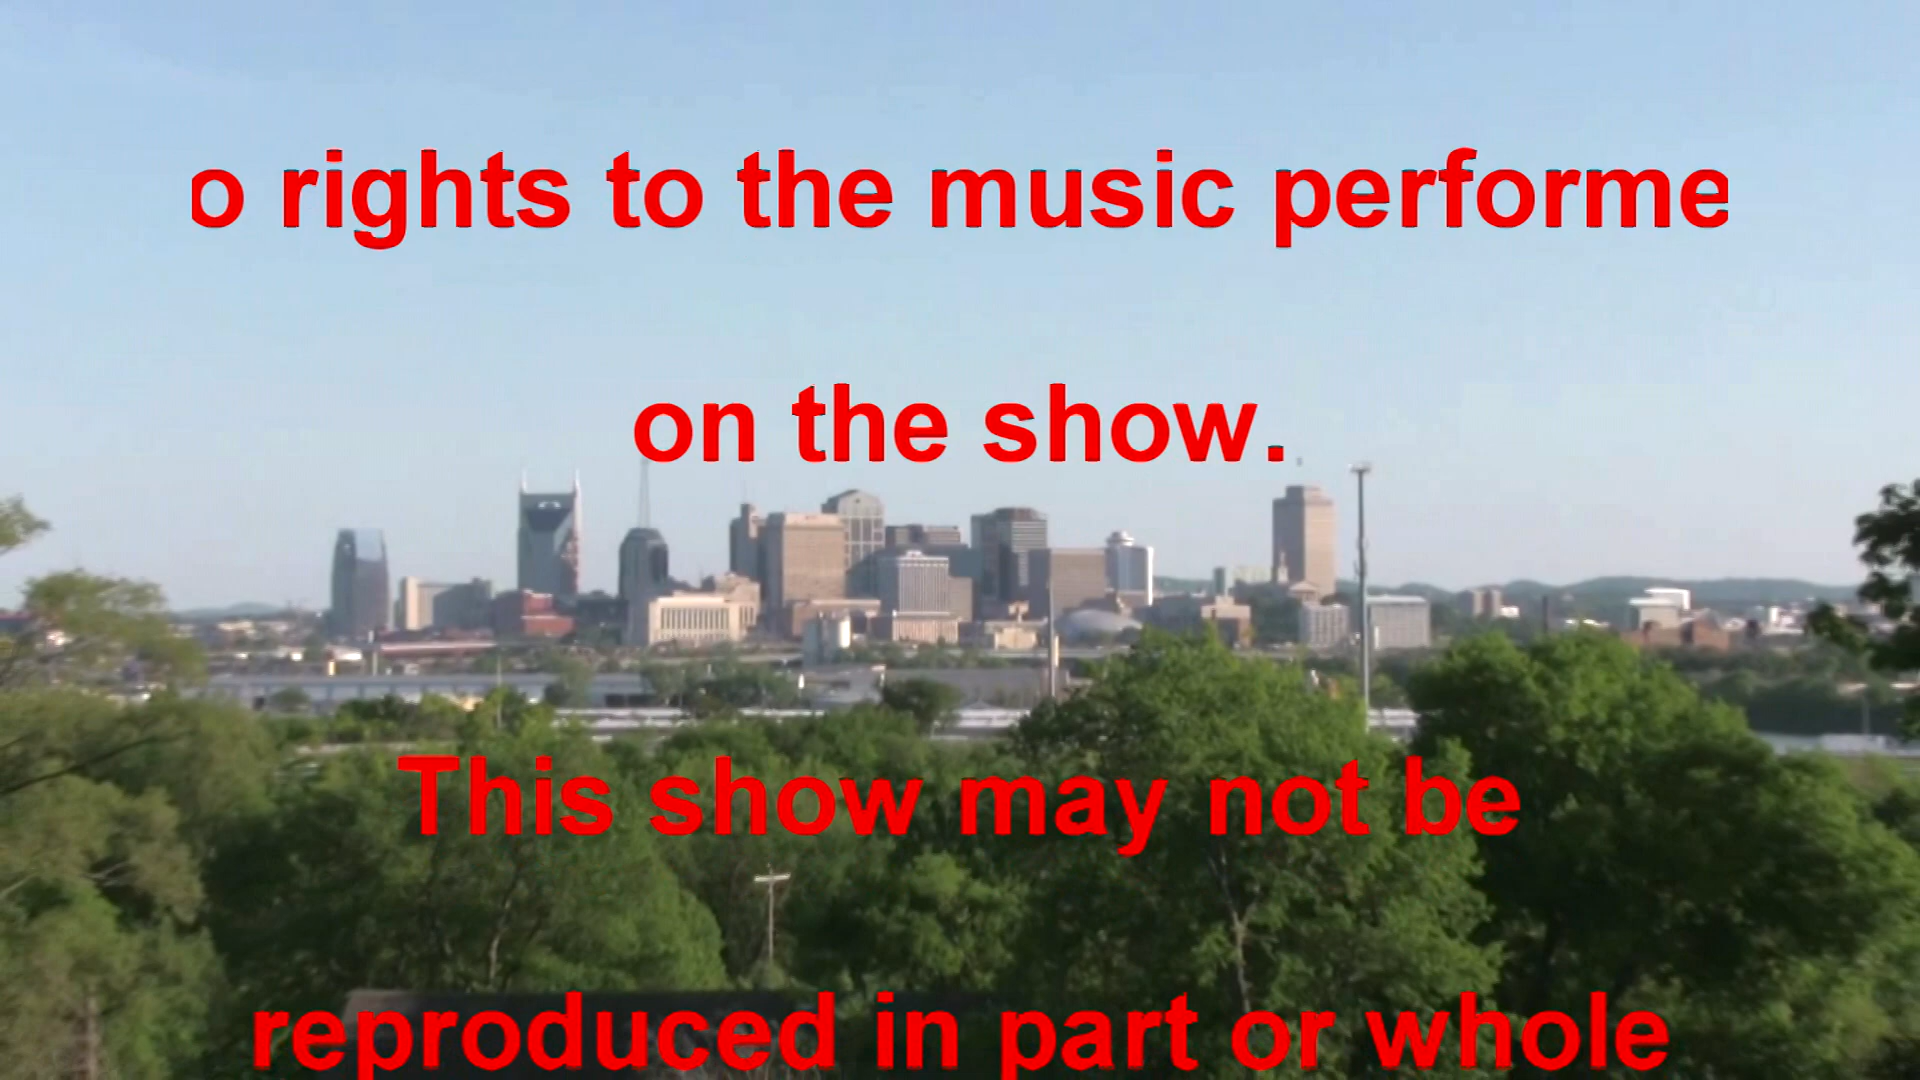 o rights to the music performe
on the show.
This show may not be
reproduced in part or whole